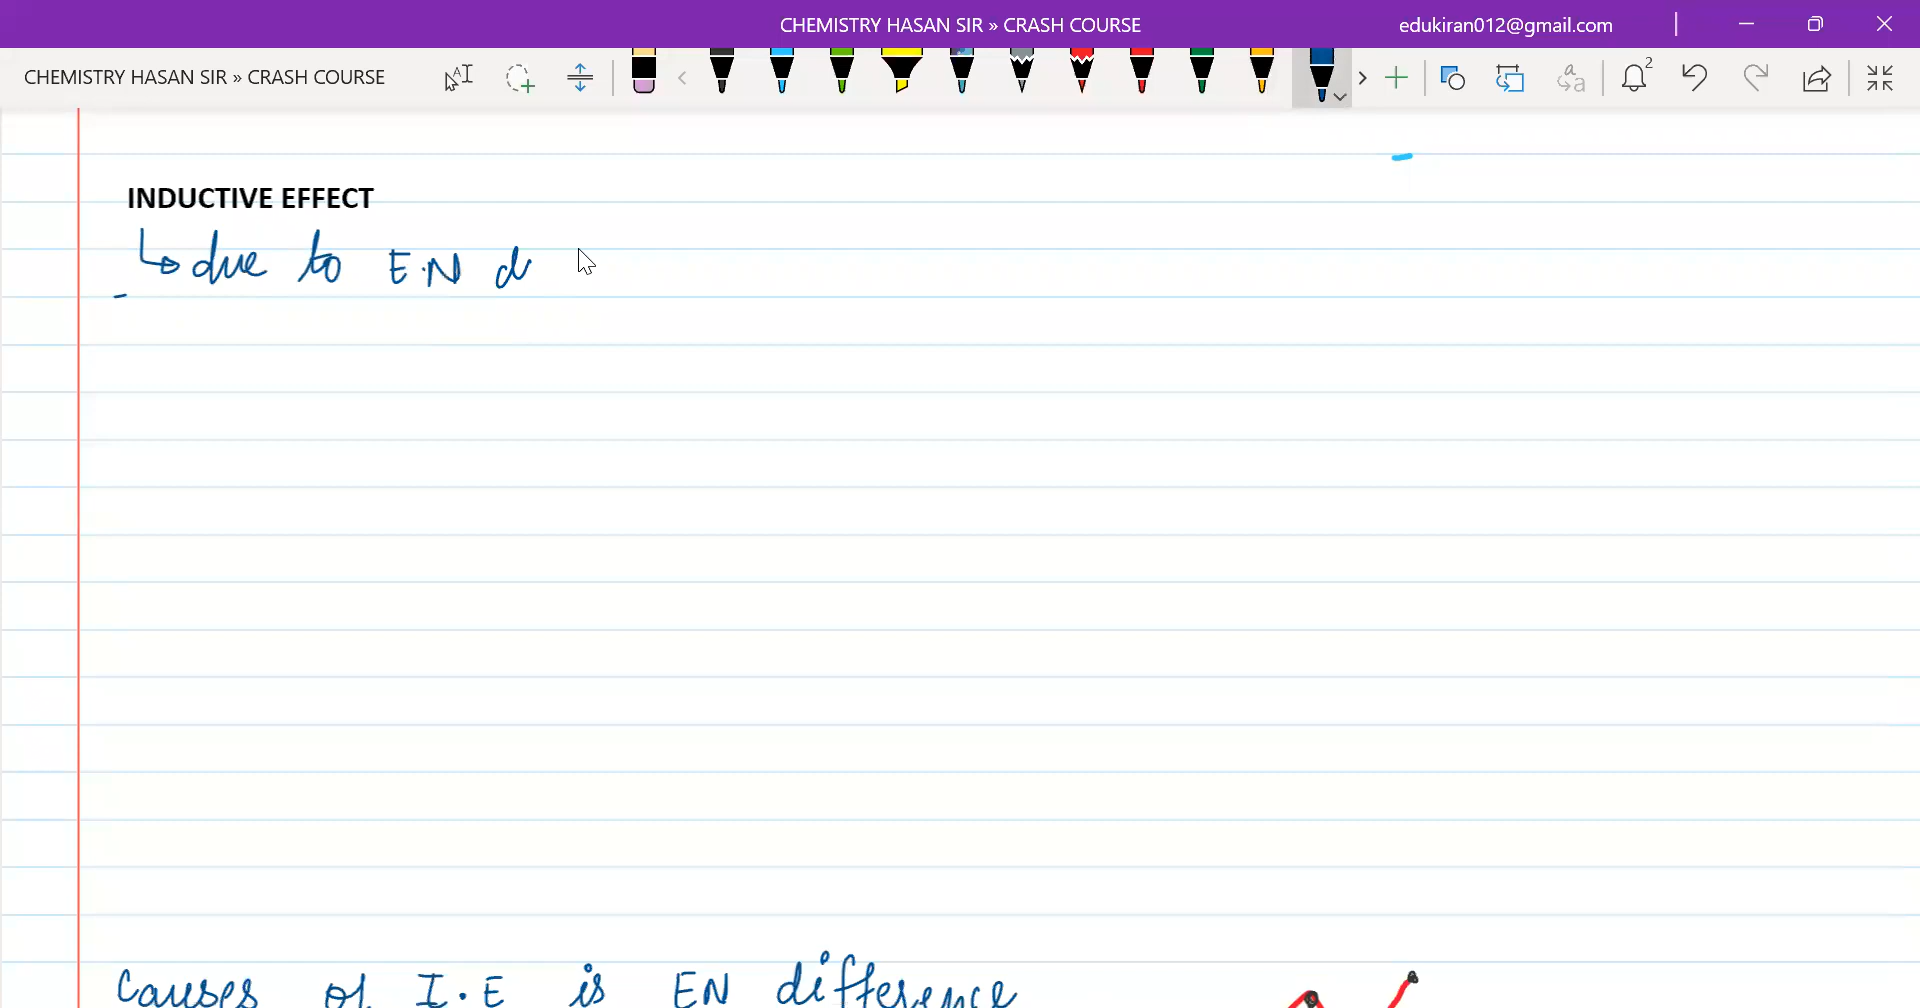 CHEMISTRY HASAN SIR » CRASH COURSE
edukiran012@gmail.com
CHEMISTRY HASAN SIR » CRASH COURSE
2
INDUCTIVE EFFECT
due to E.N d
Causes of I.E is EN difference